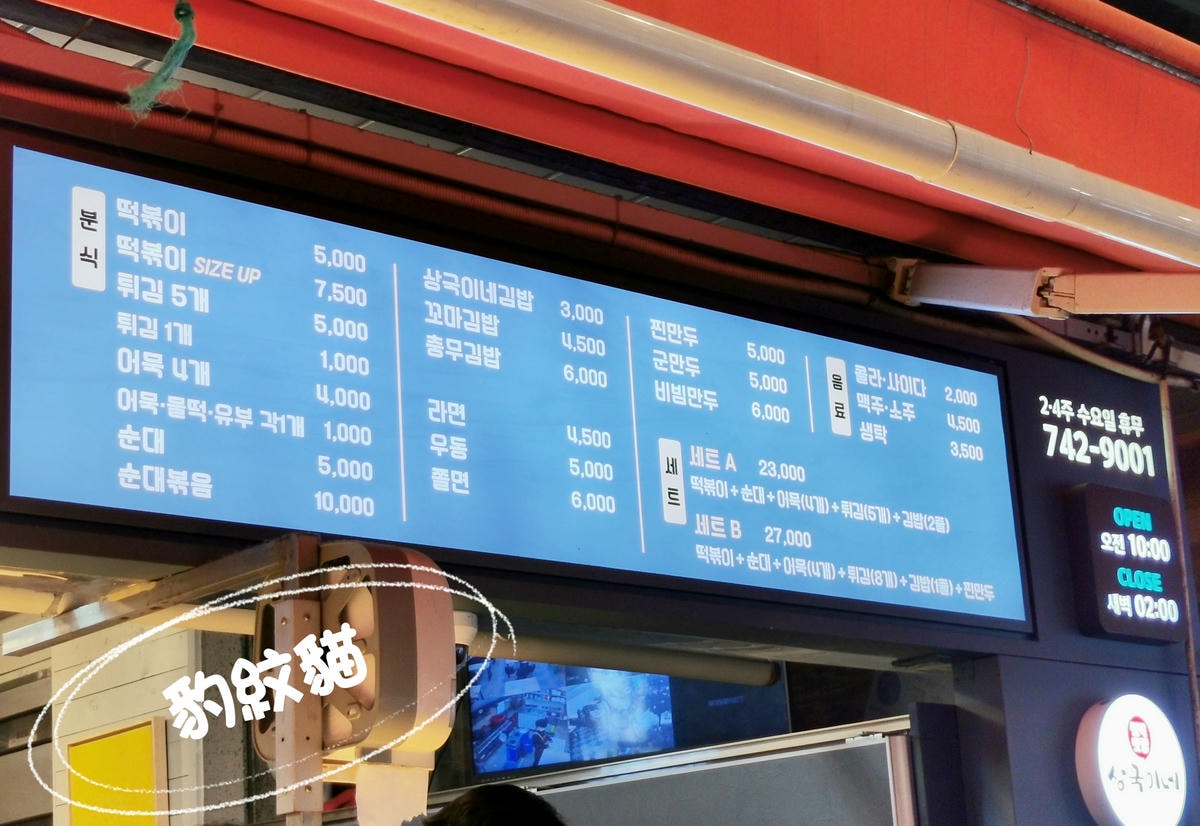 분식
떡볶이 5,000
떡볶이 SIZE UP 7,500
튀김 5개 5,000
튀김 1개 1,000
어묵 4개 4,000
어묵·물떡·유부 각1개 1,000
순대 5,000
순대볶음 10,000
상국이네김밥 3,000
꼬마김밥 4,500
충무김밥 6,000
라면 4,500
우동 5,000
쫄면 6,000
찐만두 5,000
군만두 5,000
비빔만두 6,000
음료
콜라·사이다 2,000
맥주·소주 4,500
생탁 3,500
세트
세트 A 23,000
떡볶이 + 순대 + 어묵(4개) + 튀김(5개) + 김밥(2줄)
세트 B 27,000
떡볶이 + 순대 + 어묵(4개) + 튀김(8개) + 김밥(1줄) + 찐만두
2·4주 수요일 휴무
742-9001
OPEN
오전 10:00
CLOSE
새벽 02:00
상국이네
豹紋貓